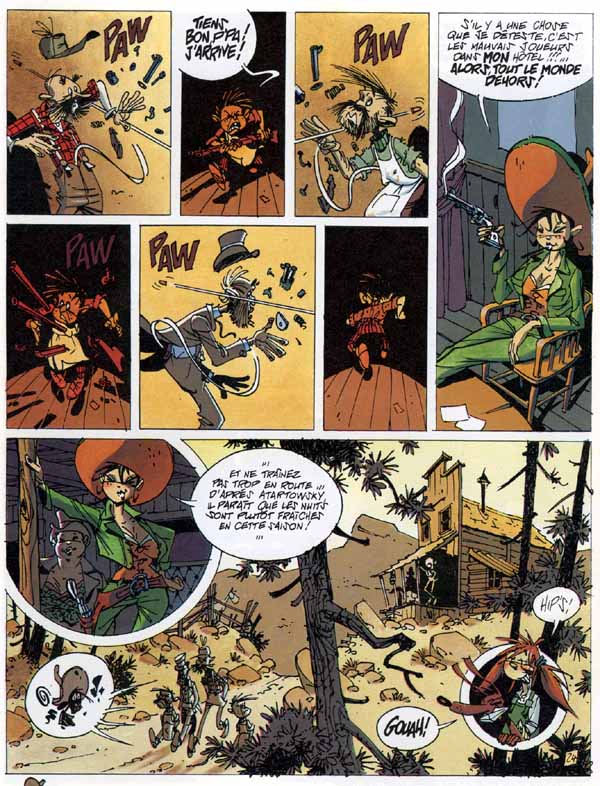 PAW
TIENS
BON, P'PA!
J'ARRIVE!
PAW
S'IL Y A UNE CHOSE
QUE JE DÉTESTE, C'EST
LES MAUVAIS JOUEURS
DANS MON HÔTEL!!!...
ALORS, TOUT LE MONDE
DEHORS!
PAW
PAW
...
ET NE TRAÎNEZ
PAS TROP EN ROUTE...
D'APRÈS ATARTOWSKY
IL PARAÎT QUE LES NUITS
SONT PLUTÔT FRAÎCHES
EN CETTE SAISON!
...
HIPS!
GOUAH!